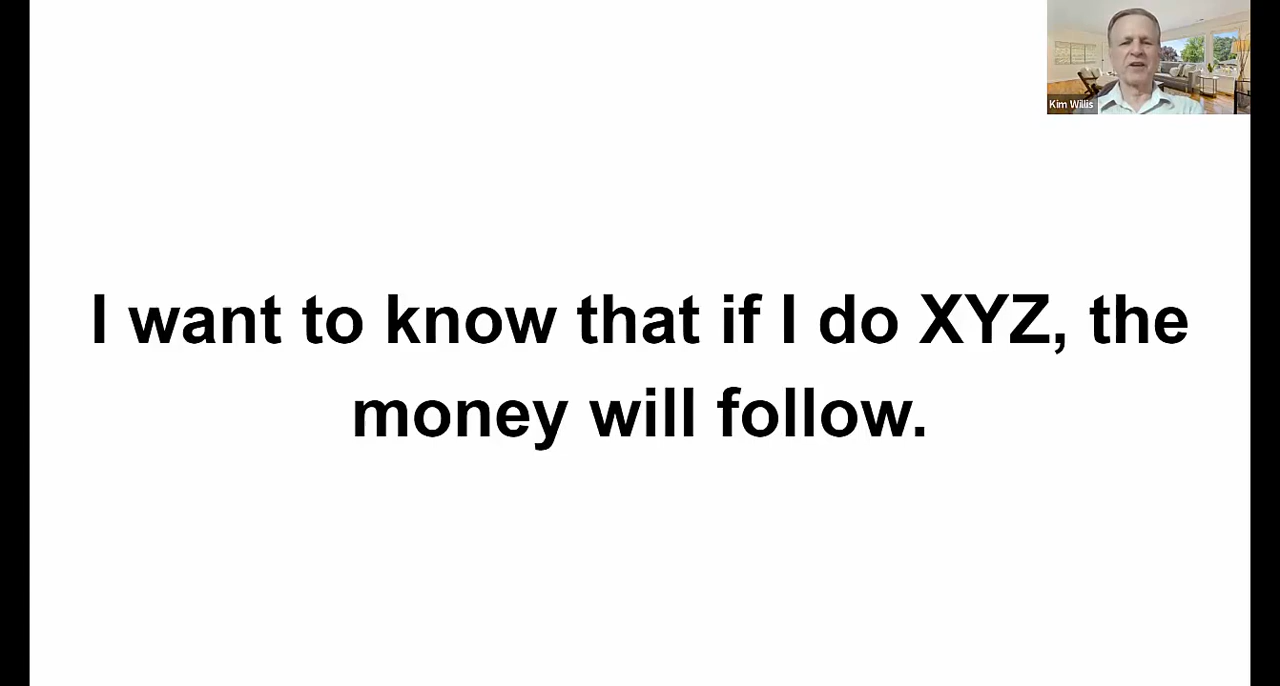 Kim Willis
I want to know that if I do XYZ, the
money will follow.